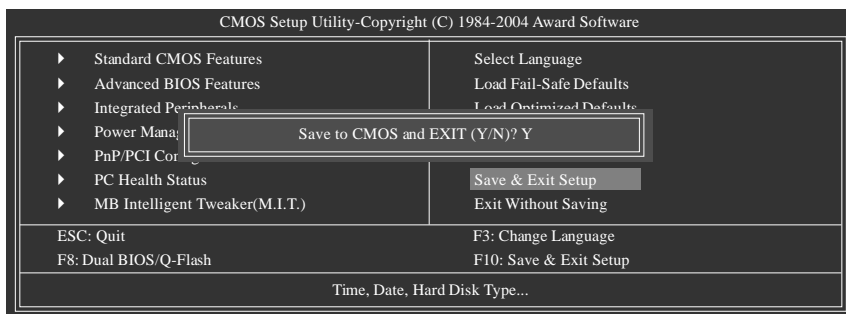 CMOS Setup Utility-Copyright (C) 1984-2004 Award Software
Standard CMOS Features
Advanced BIOS Features
Integrated Peripherals
Power
PnP/PCI
PC Health Status
MB Intelligent Tweaker(M.I.T.)
Select Language
Load Fail-Safe Defaults
Load Optimized Defaults
Save to CMOS and EXIT (Y/N)? Y
Save & Exit Setup
Exit Without Saving
ESC: Quit
F3: Change Language
F8: Dual BIOS/Q-Flash
F10: Save & Exit Setup
Time, Date, Hard Disk Type...